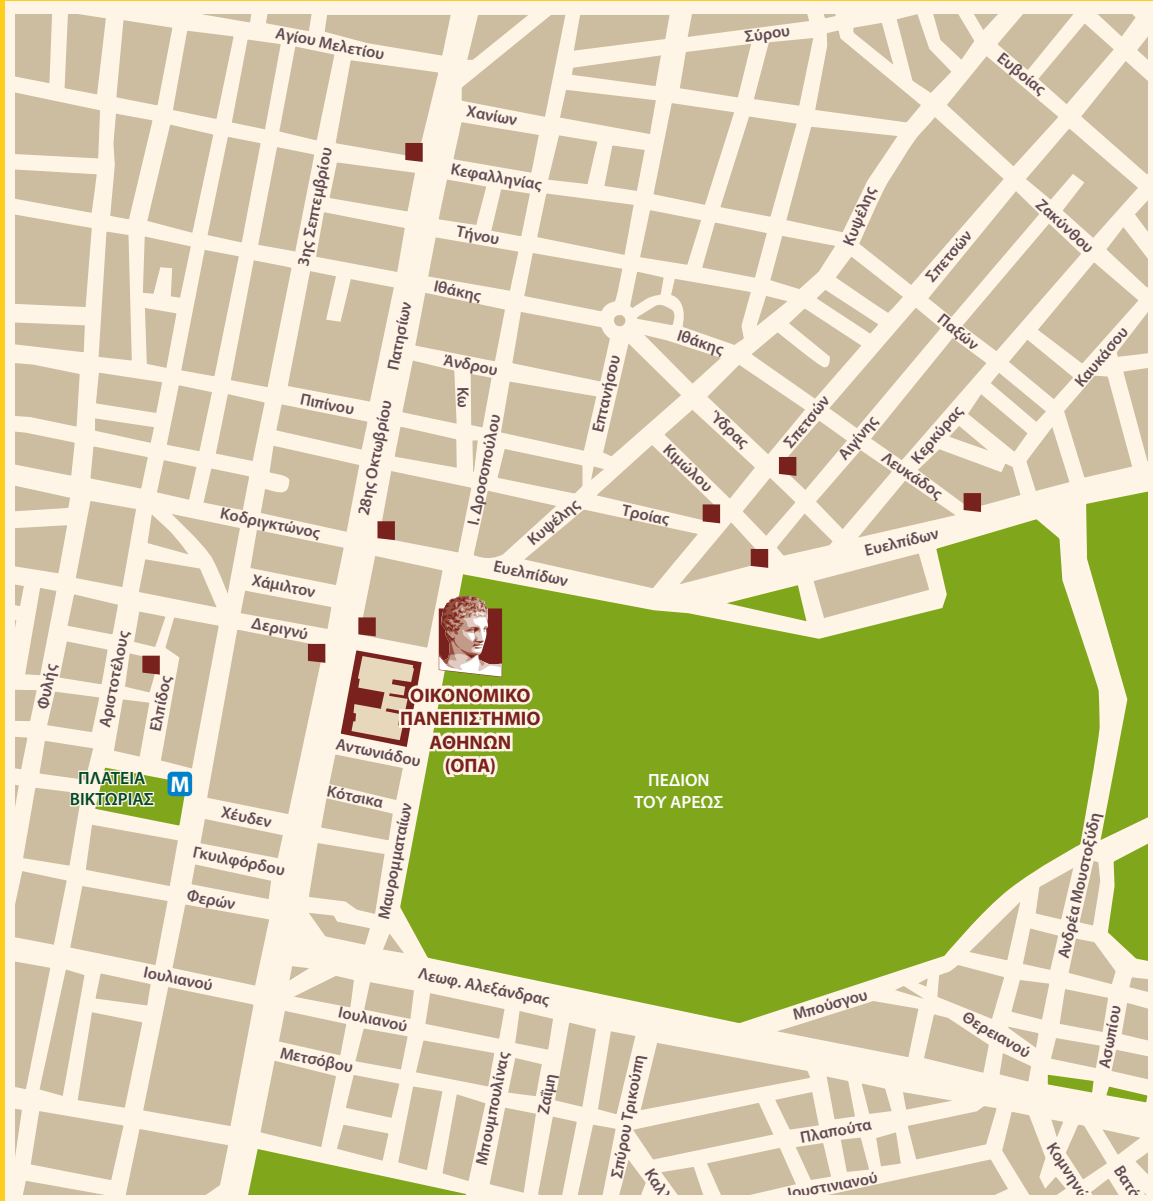 Αγίου Μελετίου
Σύρου
Ευβοίας
Χανίων
Κεφαλληνίας
3ης Σεπτεμβρίου
Κυψέλης
Ζακύνθου
Τήνου
Σπετσών
Ιθάκης
Πατησίων
Ιθάκης
Παξών
Καυκάσου
Άνδρου
Κω
Επτανήσου
Πιπίνου
Ύδρας
Σπετσών
Αιγίνης
Κερκύρας
28ης Οκτωβρίου
Ι. Δροσοπούλου
Κιμώλου
Λευκάδος
Κοδριγκτώνος
Κυψέλης
Τροίας
Ευελπίδων
Ευελπίδων
Χάμιλτον
Δεριγνύ
Φυλής
Αριστοτέλους
Ελπίδος
ΟΙΚΟΝΟΜΙΚΟ
ΠΑΝΕΠΙΣΤΗΜΙΟ
ΑΘΗΝΩΝ
(ΟΠΑ)
Αντωνιάδου
ΠΛΑΤΕΙΑ
ΒΙΚΤΩΡΙΑΣ
M
ΠΕΔΙΟΝ
ΤΟΥ ΑΡΕΩΣ
Κότσικα
Χέυδεν
Μαυρομματαίων
Γκυιλφόρδου
Φερών
Ανδρέα Μουστοξύδη
Ιουλιανού
Λεωφ. Αλεξάνδρας
Μπούσγου
Ιουλιανού
Θερειανού
Ασωπίου
Μετσόβου
Μπουμπουλίνας
Ζαΐμη
Σπύρου Τρικούπη
Πλαπούτα
Ιουστινιανού